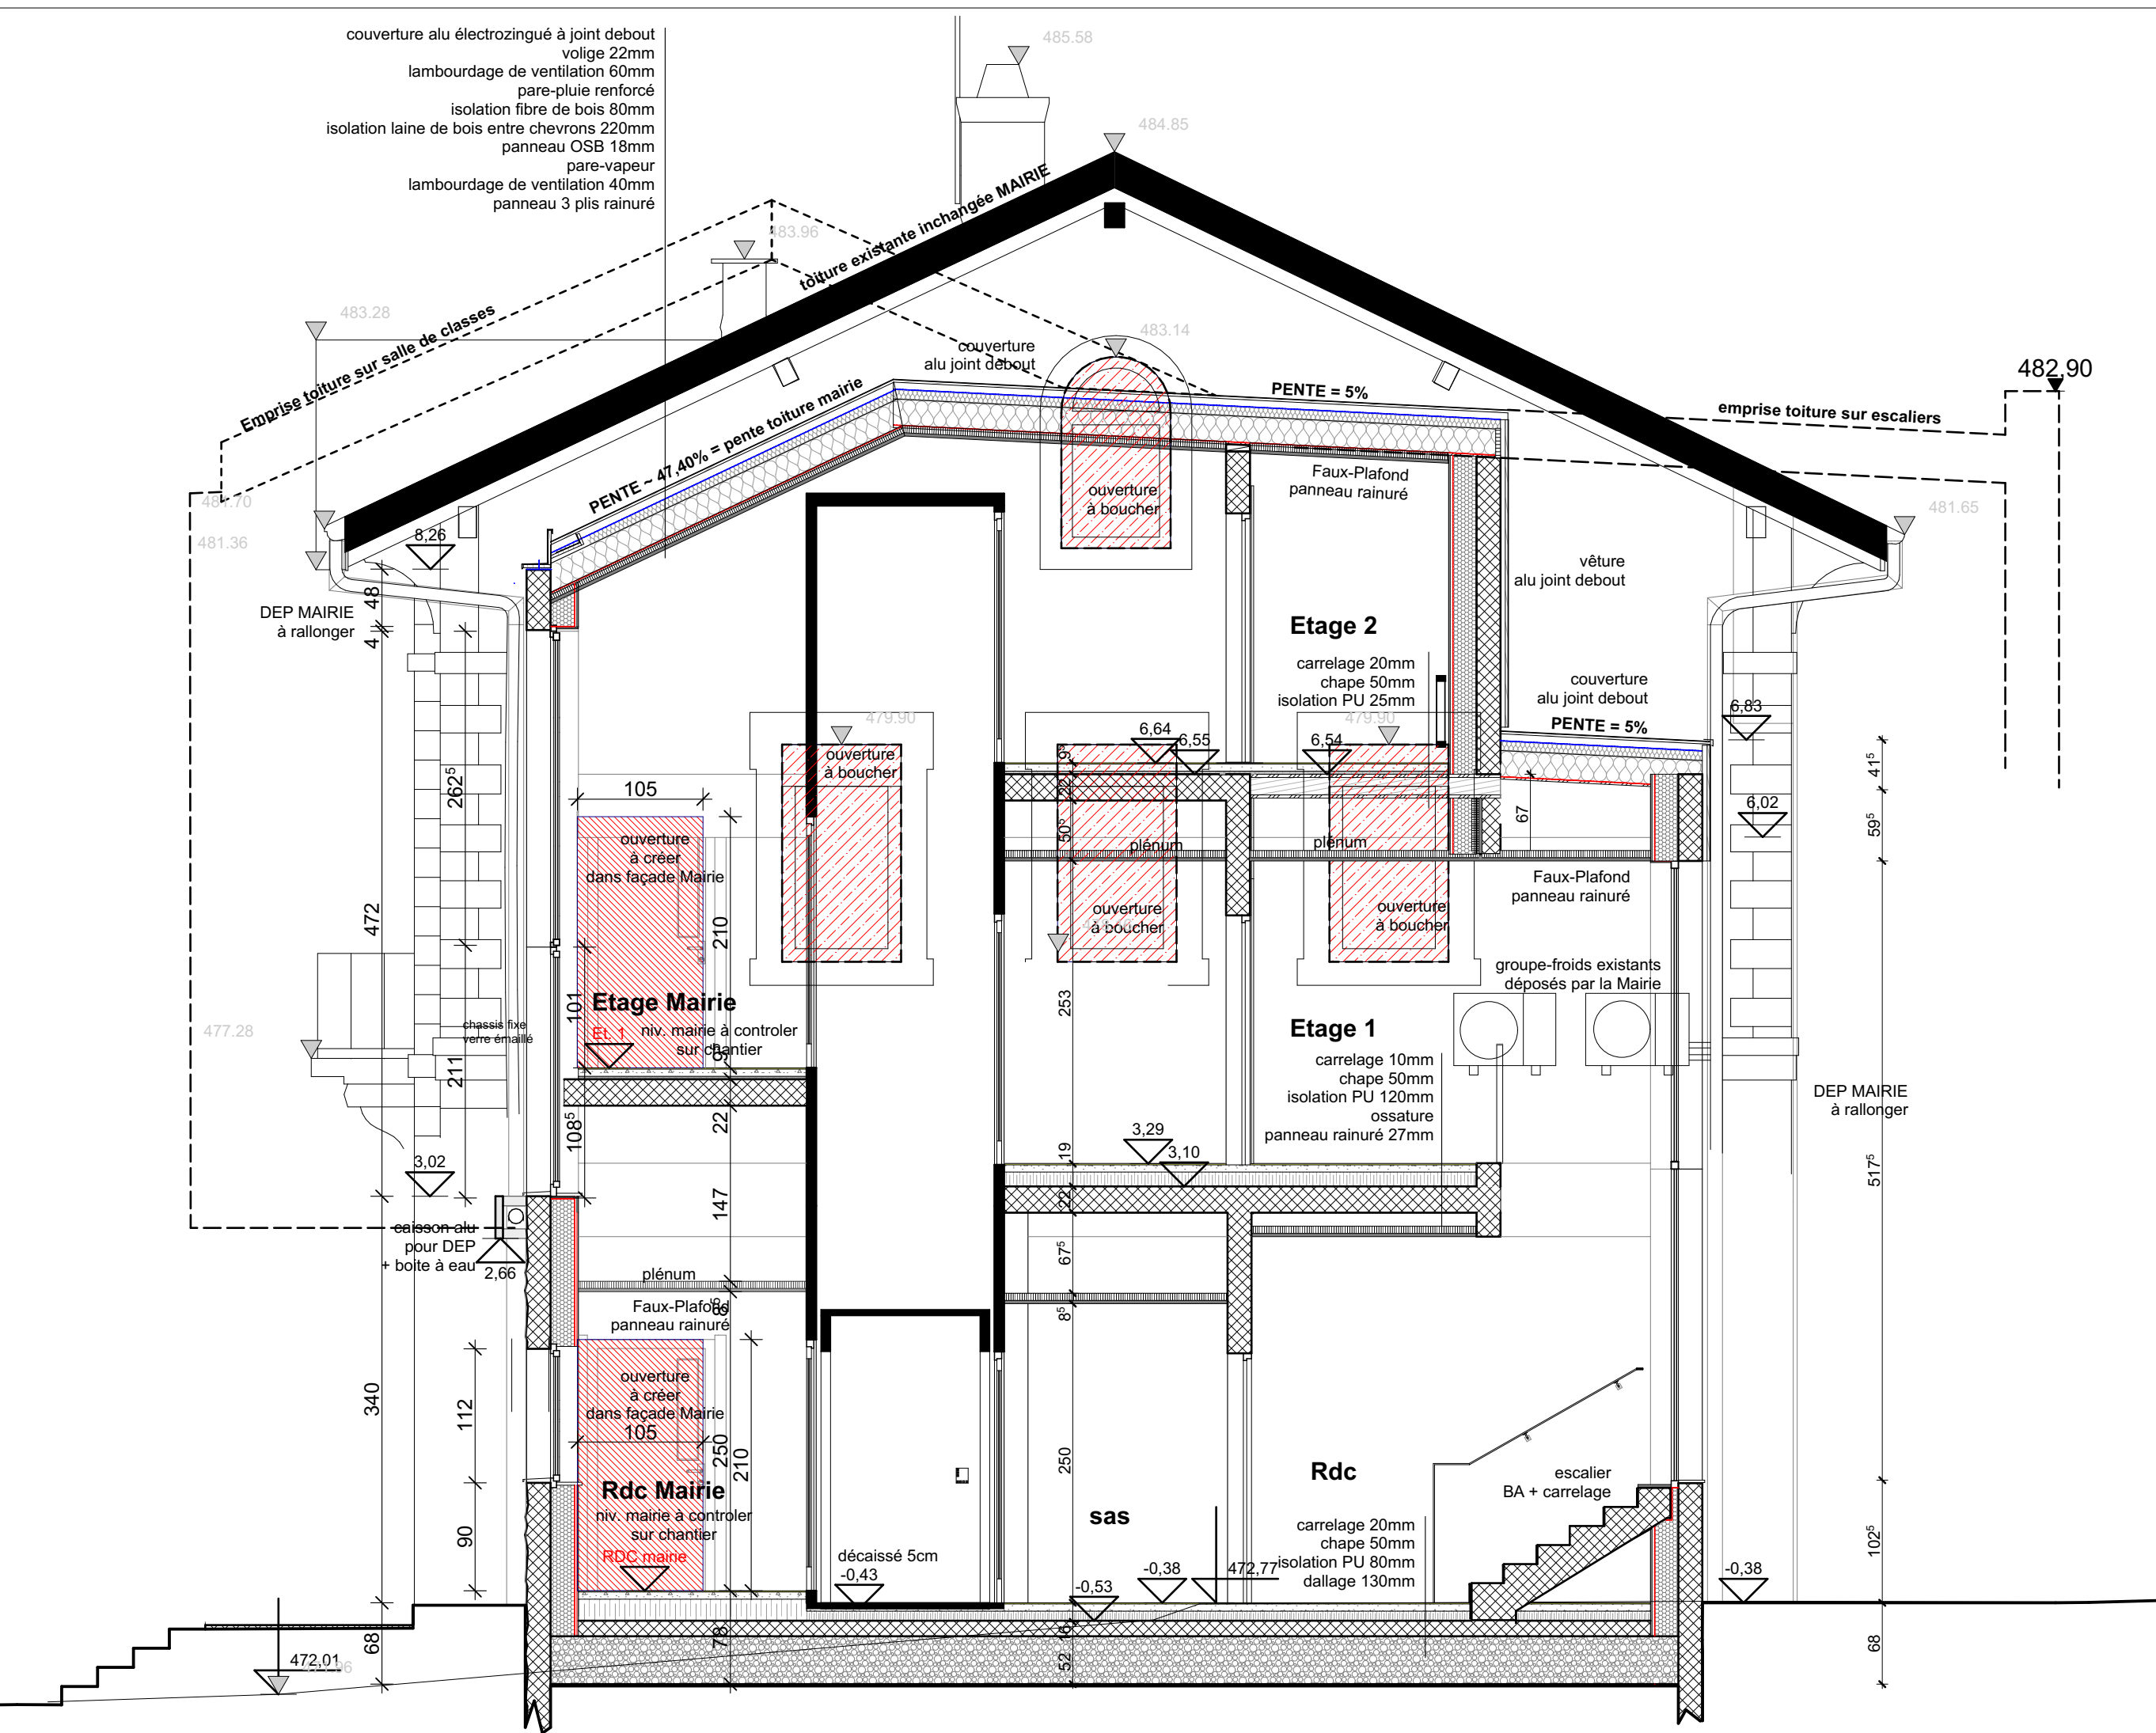 couverture alu électrozingué à joint debout
volige 22mm
lambourdage de ventilation 60mm
pare-pluie renforcé
isolation fibre de bois 80mm
isolation laine de bois entre chevrons 220mm
panneau OSB 18mm
pare-vapeur
lambourdage de ventilation 40mm
panneau 3 plis rainuré
485.58
484.85
483.96
483.28
483.14
toiture existante inchangée MAIRIE
Emprise toiture sur salle de classes
couverture
alu joint debout
PENTE = 5%
482,90
emprise toiture sur escaliers
PENTE ~ 47,40% = pente toiture mairie
Faux-Plafond
panneau rainuré
ouverture
à boucher
481.70
481.36
481.65
8,26
vêture
alu joint debout
DEP MAIRIE
à rallonger
48
4
Etage 2
carrelage 20mm
chape 50mm
isolation PU 25mm
couverture
alu joint debout
PENTE = 5%
479.90
479.90
6,64
6,55
6,54
6,83
6,02
ouverture
à boucher
262⁵
105
9⁵
22
50⁵
67
41⁵
59⁵
plénum
plénum
ouverture
à créer
dans façade Mairie
210
472
Faux-Plafond
panneau rainuré
ouverture
à boucher
ouverture
à boucher
groupe-froids existants
déposés par la Mairie
Etage Mairie
Et. 1
niv. mairie à controler
sur chantier
101
chassis fixe
verre émaillé
477.28
211
253
Etage 1
carrelage 10mm
chape 50mm
isolation PU 120mm
ossature
panneau rainuré 27mm
DEP MAIRIE
à rallonger
22
108⁵
3,29
3,10
19
22
3,02
147
517⁵
caisson alu
pour DEP
+ boite à eau
2,66
plénum
67⁵
Faux-Plafond
panneau rainuré
8⁵
8⁵
340
112
ouverture
à créer
dans façade Mairie
105
250
210
250
Rdc Mairie
niv. mairie à controler
sur chantier
RDC mairie
90
Rdc
sas
escalier
BA + carrelage
carrelage 20mm
chape 50mm
isolation PU 80mm
dallage 130mm
décaissé 5cm
-0,43
-0,53
-0,38
472,77
-0,38
102⁵
68
472,01
78
16
52
68